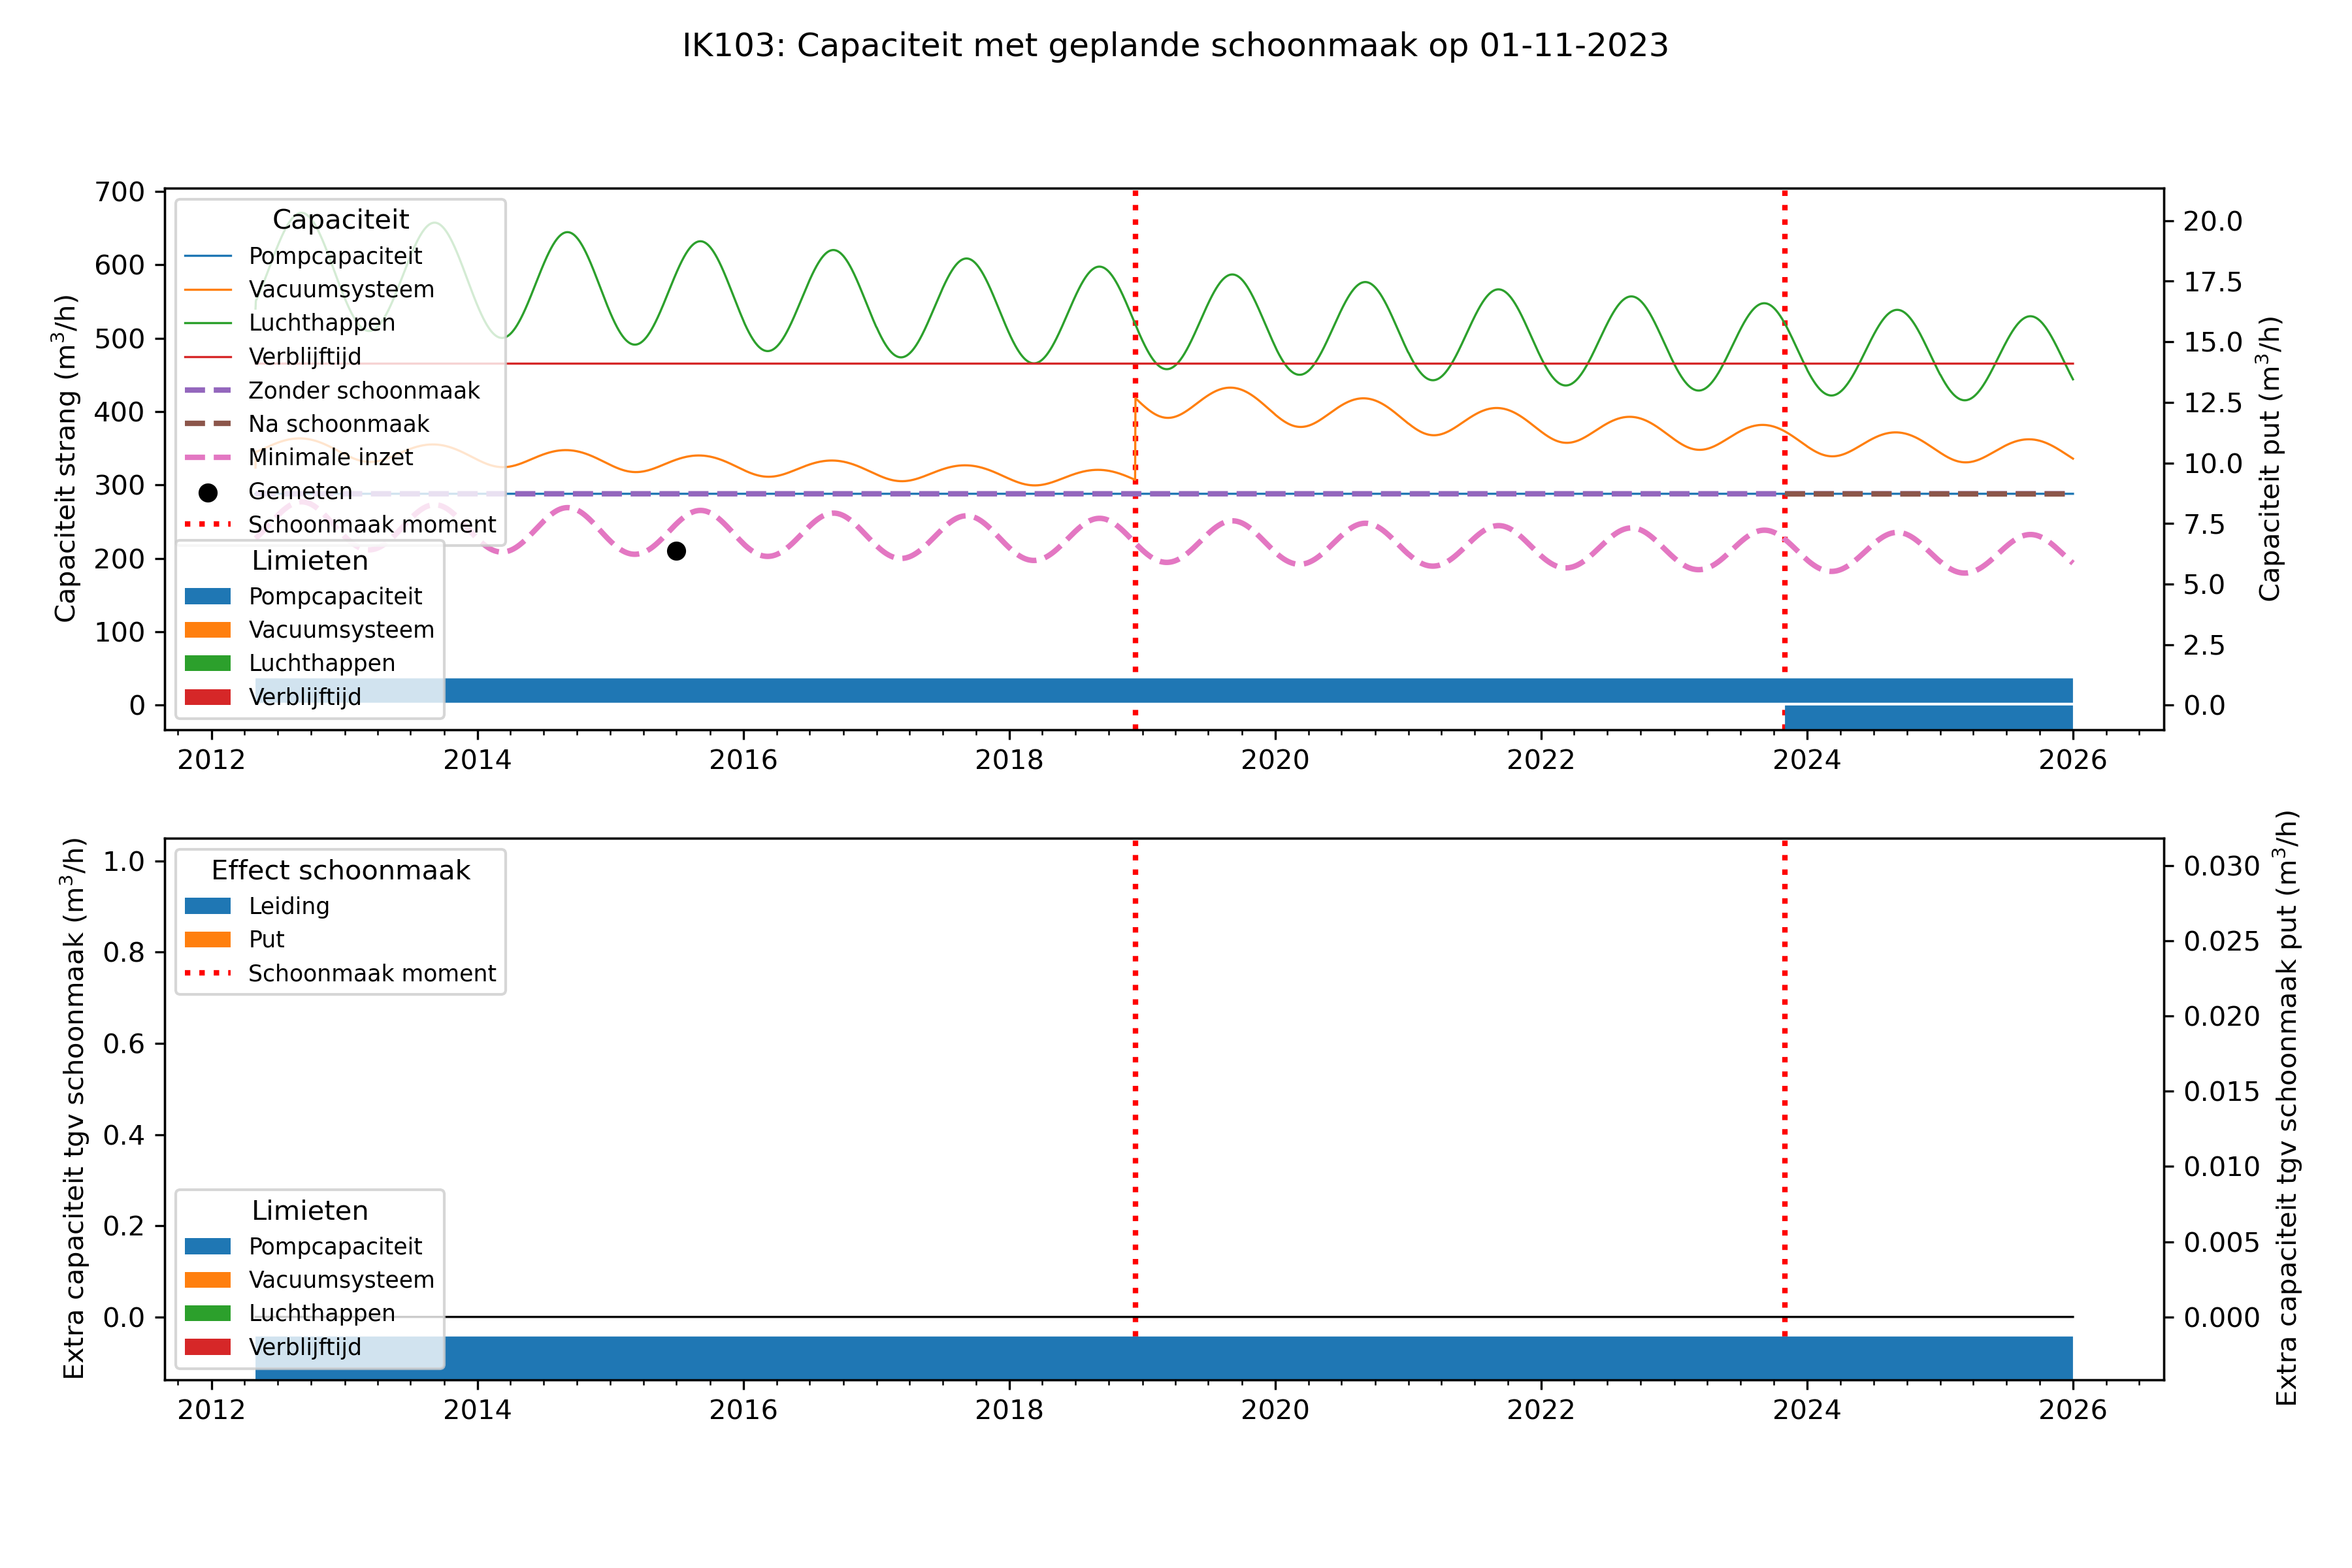 IK103: Capaciteit met geplande schoonmaak op 01-11-2023
Capaciteit strang (m³/h)
700
600
500
400
300
200
100
0
Capaciteit
Pompcapaciteit
Vacuumsysteem
Luchthappen
Verblijftijd
Zonder schoonmaak
Na schoonmaak
Minimale inzet
Gemeten
Schoonmaak moment
Limieten
Pompcapaciteit
Vacuumsysteem
Luchthappen
Verblijftijd
20.0
17.5
15.0
12.5
10.0
7.5
5.0
2.5
0.0
Capaciteit put (m³/h)
2012 2014 2016 2018 2020 2022 2024 2026
Extra capaciteit tgv schoonmaak (m³/h)
1.0
0.8
0.6
0.4
0.2
0.0
Effect schoonmaak
Leiding
Put
Schoonmaak moment
Limieten
Pompcapaciteit
Vacuumsysteem
Luchthappen
Verblijftijd
0.030
0.025
0.020
0.015
0.010
0.005
0.000
Extra capaciteit tgv schoonmaak put (m³/h)
2012 2014 2016 2018 2020 2022 2024 2026